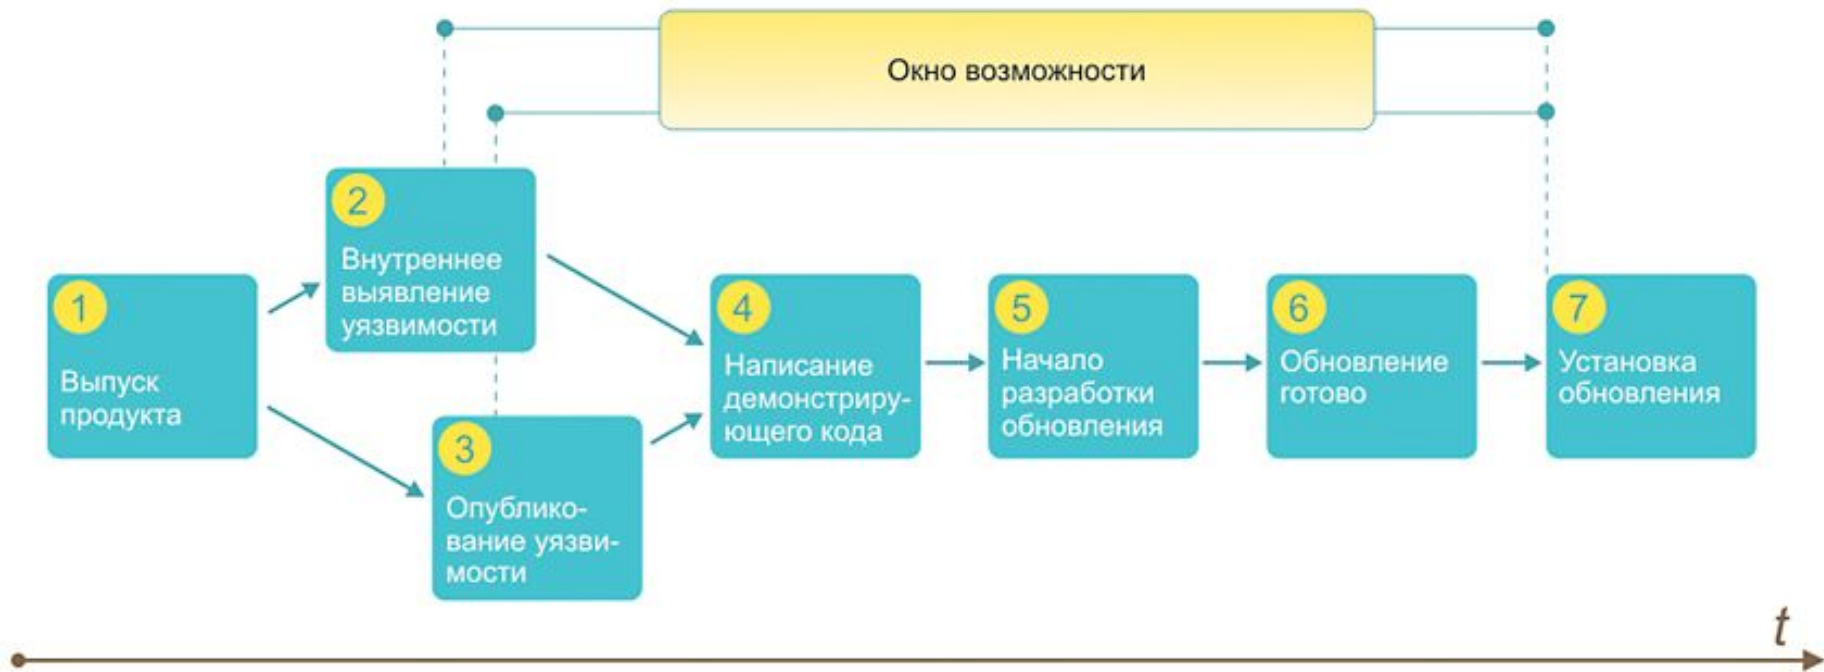 Окно возможности
1
Выпуск
продукта
2
Внутреннее
выявление
уязвимости
3
Опублико-
вание уязви-
мости
4
Написание
демонстриру-
ющего кода
5
Начало
разработки
обновления
6
Обновление
готово
7
Установка
обновления
t